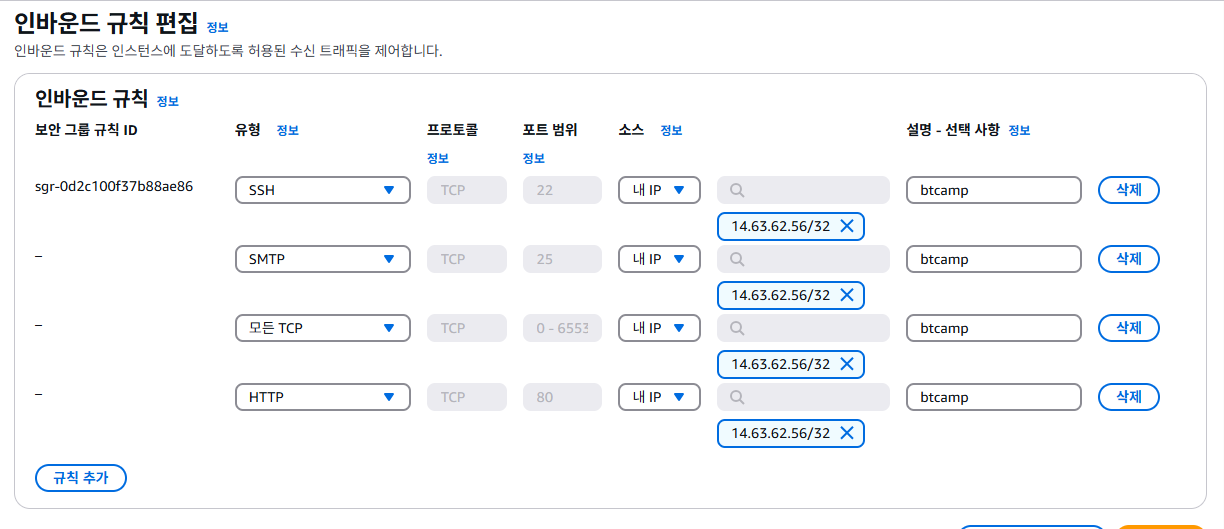 인바운드 규칙 편집 정보
인바운드 규칙은 인스턴스에 도달하도록 허용된 수신 트래픽을 제어합니다.
인바운드 규칙 정보
보안 그룹 규칙 ID 유형 정보 프로토콜 포트 범위 소스 정보 설명 - 선택 사항 정보
정보 정보
sgr-0d2c100f37b88ae86 SSH TCP 22 내 IP btcamp 삭제
14.63.62.56/32
– SMTP TCP 25 내 IP btcamp 삭제
14.63.62.56/32
– 모든 TCP TCP 0 - 6553 내 IP btcamp 삭제
14.63.62.56/32
– HTTP TCP 80 내 IP btcamp 삭제
14.63.62.56/32
규칙 추가